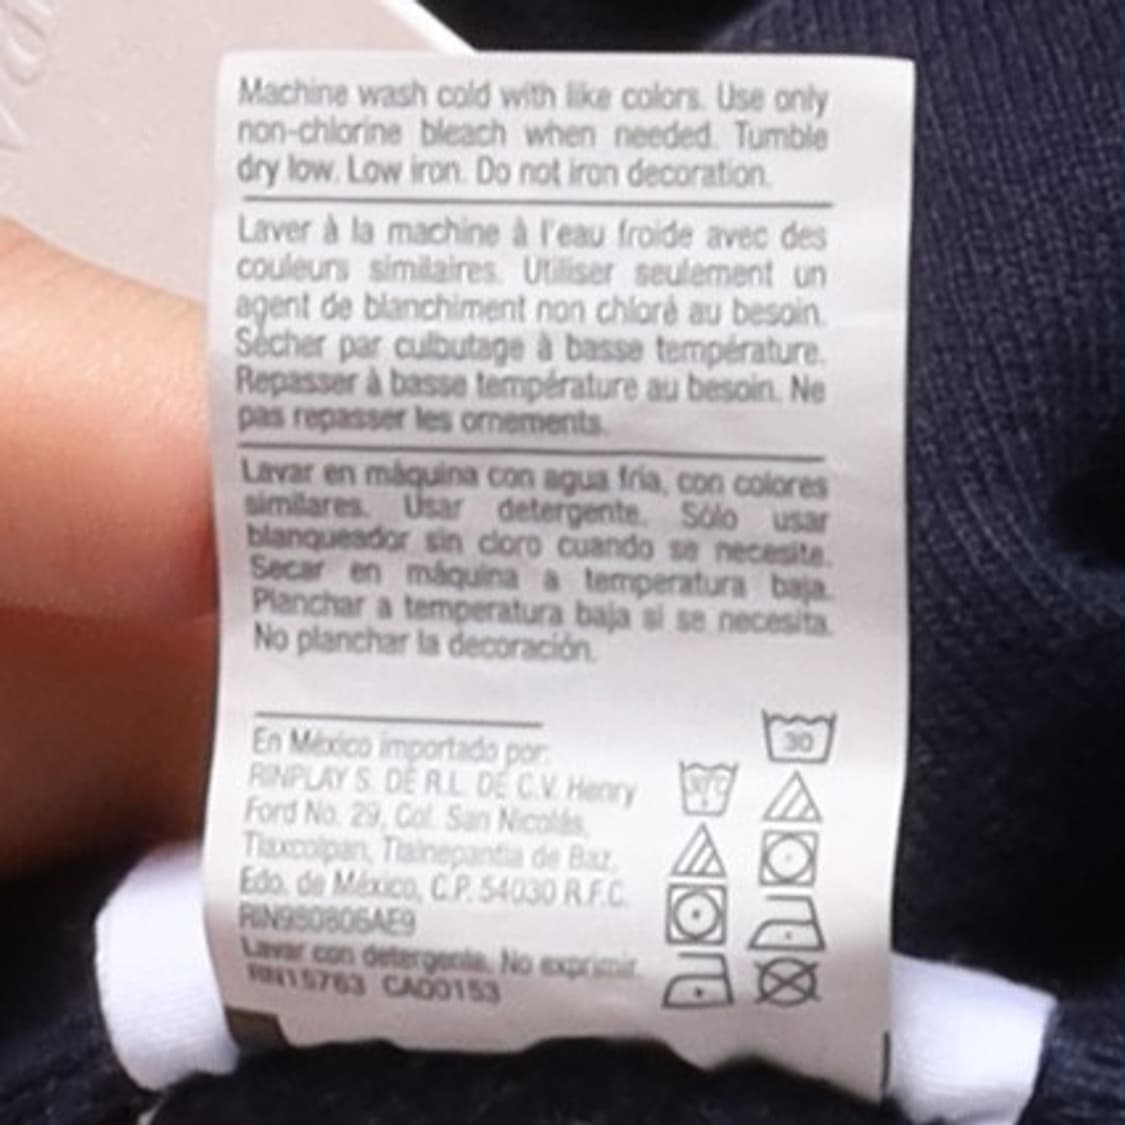 Machine wash cold with like colors. Use only
non-chlorine bleach when needed. Tumble
dry low. Low iron. Do not iron decoration.
Laver à la machine à l'eau froide avec des
couleurs similaires. Utiliser seulement un
agent de blanchiment non chloré au besoin.
Sécher par culbutage à basse température.
Repasser à basse température au besoin. Ne
pas repasser les ornements.
Lavar en máquina con agua fría, con colores
similares. Usar detergente. Sólo usar
blanqueador sin cloro cuando se necesite.
Secar en máquina a temperatura baja.
Planchar a temperatura baja si se necesita.
No planchar la decoración.
En México importado por:
RINPLAY S. DE R.L. DE C.V. Henry
Ford No. 29, Col. San Nicolás,
Tlaxcolpan, Tlalnepantla de Baz,
Edo. de México, C.P. 54030 R.F.C.
RIN980806AE9
Lavar con detergente. No exprimir.
RN15763 CA00153
30
30°C